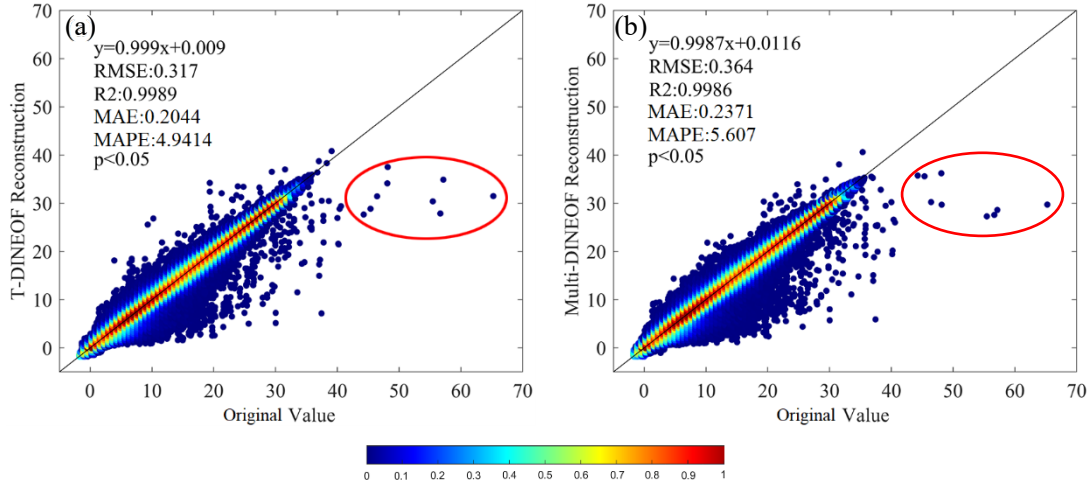 (a)
y=0.999x+0.009
RMSE:0.317
R2:0.9989
MAE:0.2044
MAPE:4.9414
p<0.05
T-DINEOF Reconstruction
70
60
50
40
30
20
10
0
0 10 20 30 40 50 60 70
Original Value
(b)
y=0.9987x+0.0116
RMSE:0.364
R2:0.9986
MAE:0.2371
MAPE:5.607
p<0.05
Multi-DINEOF Reconstruction
70
60
50
40
30
20
10
0
0 10 20 30 40 50 60 70
Original Value
0 0.1 0.2 0.3 0.4 0.5 0.6 0.7 0.8 0.9 1